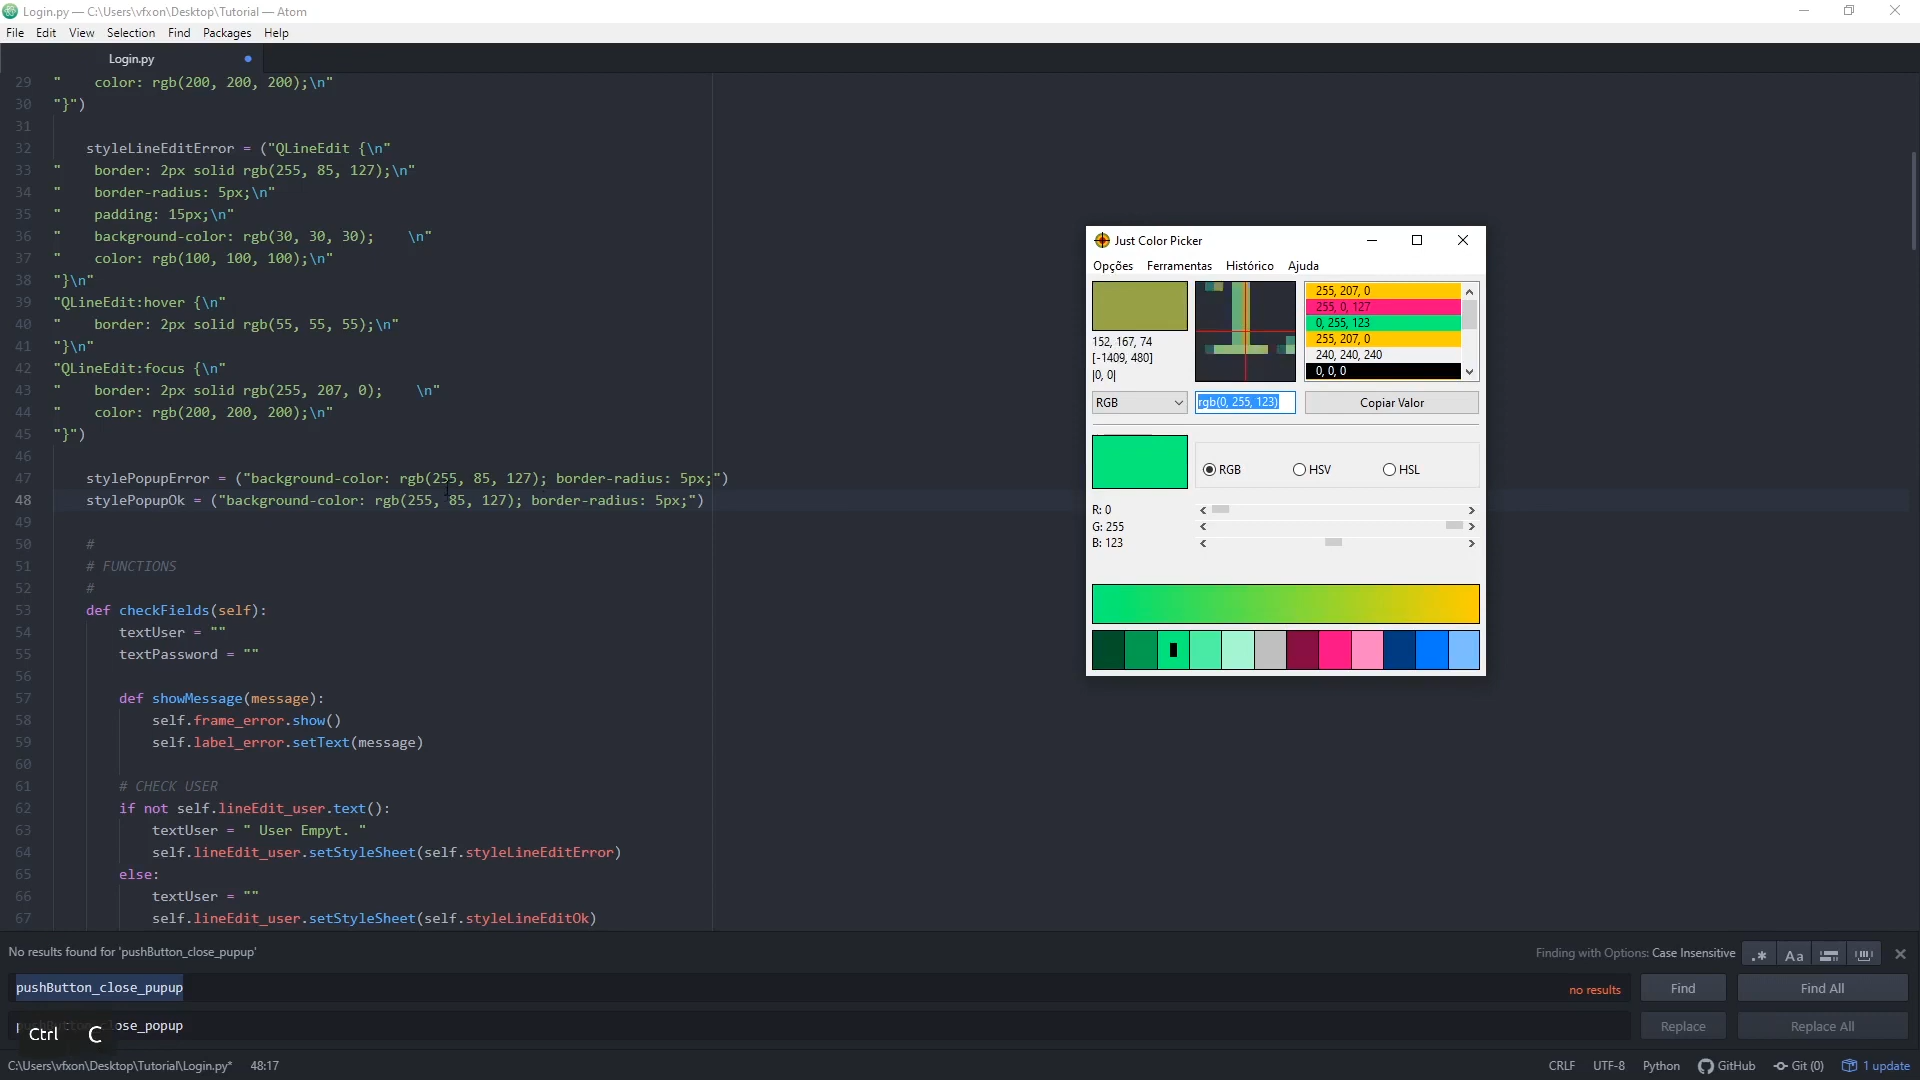 Login.py — C:\Users\vfxon\Desktop\Tutorial — Atom
File Edit View Selection Find Packages Help
Login.py
29 "    color: rgb(200, 200, 200);\n"
30 "}")
31
32     styleLineEditError = ("QLineEdit {\n"
33 "    border: 2px solid rgb(255, 85, 127);\n"
34 "    border-radius: 5px;\n"
35 "    padding: 15px;\n"
36 "    background-color: rgb(30, 30, 30);    \n"
37 "    color: rgb(100, 100, 100);\n"
38 "}\n"
39 "QLineEdit:hover {\n"
40 "    border: 2px solid rgb(55, 55, 55);\n"
41 "}\n"
42 "QLineEdit:focus {\n"
43 "    border: 2px solid rgb(255, 207, 0);    \n"
44 "    color: rgb(200, 200, 200);\n"
45 "}")
46
47     stylePopupError = ("background-color: rgb(255, 85, 127); border-radius: 5px;")
48     stylePopupOk = ("background-color: rgb(255, 85, 127); border-radius: 5px;")
49
50     #
51     # FUNCTIONS
52     #
53     def checkFields(self):
54         textUser = ""
55         textPassword = ""
56
57         def showMessage(message):
58             self.frame_error.show()
59             self.label_error.setText(message)
60
61         # CHECK USER
62         if not self.lineEdit_user.text():
63             textUser = " User Empyt. "
64             self.lineEdit_user.setStyleSheet(self.styleLineEditError)
65         else:
66             textUser = ""
67             self.lineEdit_user.setStyleSheet(self.styleLineEditOk)
Just Color Picker
Opções Ferramentas Histórico Ajuda
152, 167, 74
[-1409, 480]
|0, 0|
255, 207, 0
255, 0, 127
0, 255, 123
255, 207, 0
240, 240, 240
0, 0, 0
RGB rgb(0, 255, 123) Copiar Valor
RGB HSV HSL
R: 0
G: 255
B: 123
No results found for 'pushButton_close_pupup'
Finding with Options: Case Insensitive .* Aa
pushButton_close_pupup no results Find Find All
ose_popup Replace Replace All
Ctrl C
C:\Users\vfxon\Desktop\Tutorial\Login.py* 48:17 CRLF UTF-8 Python GitHub Git (0) 1 update